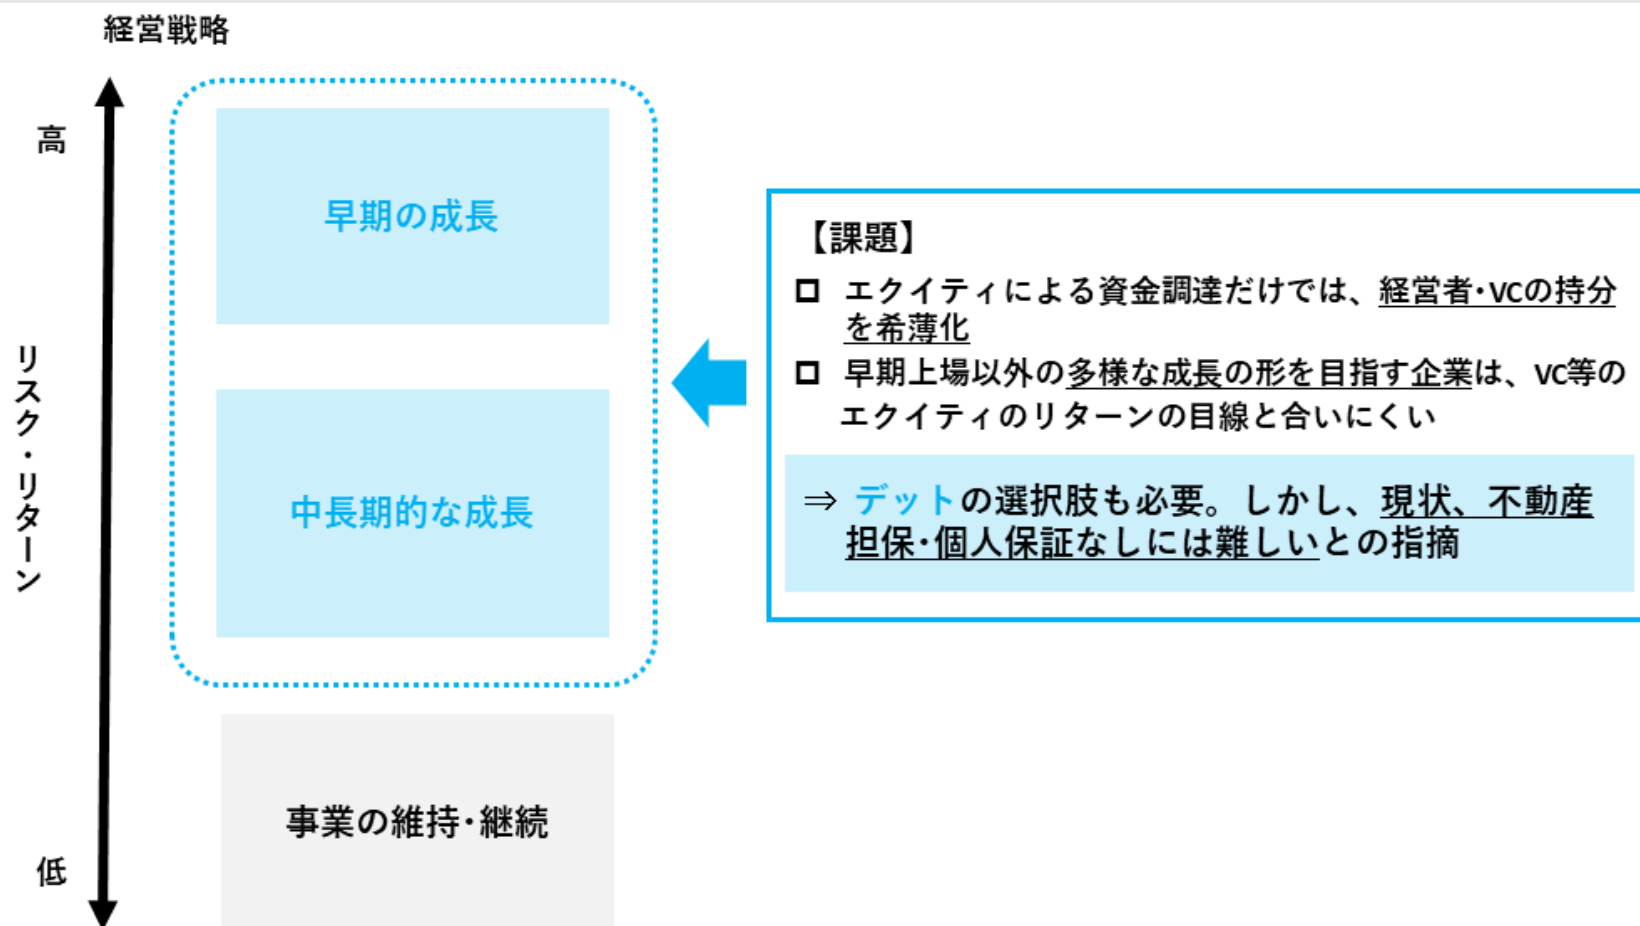 経営戦略
高
リスク・リターン
低
早期の成長
中長期的な成長
事業の維持・継続
【課題】
□ エクイティによる資金調達だけでは、経営者・VCの持分
を希薄化
□ 早期上場以外の多様な成長の形を目指す企業は、VC等の
エクイティのリターンの目線と合いにくい
⇒ デットの選択肢も必要。しかし、現状、不動産
担保・個人保証なしには難しいとの指摘